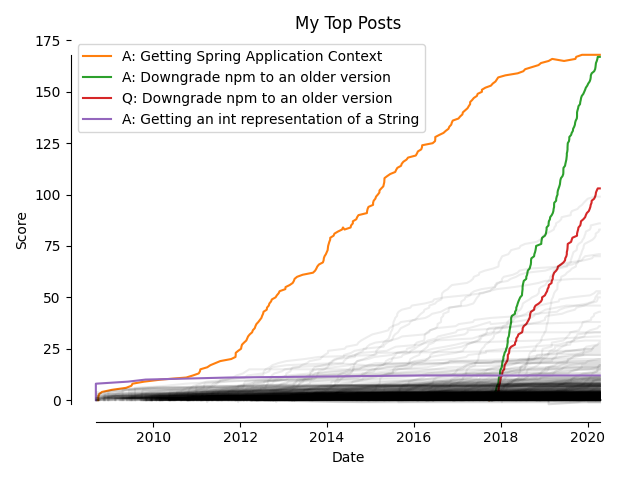 My Top Posts
175
150
125
100
75
50
25
0
Score
A: Getting Spring Application Context
A: Downgrade npm to an older version
Q: Downgrade npm to an older version
A: Getting an int representation of a String
2010 2012 2014 2016 2018 2020
Date